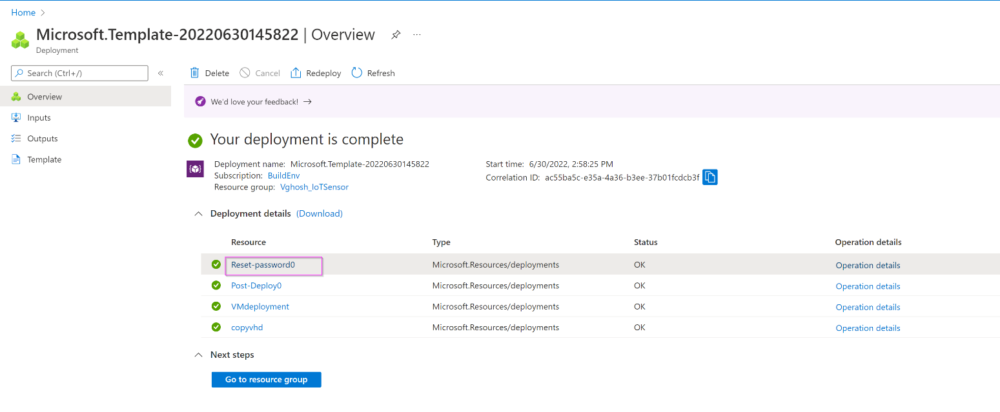 Home
Microsoft.Template-20220630145822 | Overview
Deployment
Search (Ctrl+/)
Delete Cancel Redeploy Refresh
Overview
Inputs
Outputs
Template
We'd love your feedback!
Your deployment is complete
Deployment name: Microsoft.Template-20220630145822
Subscription: BuildEnv
Resource group: Vghosh_IoTSensor
Start time: 6/30/2022, 2:58:25 PM
Correlation ID: ac55ba5c-e35a-4a36-b3ee-37b01fcdcb3f
Deployment details (Download)
Resource Type Status Operation details
Reset-password0 Microsoft.Resources/deployments OK Operation details
Post-Deploy0 Microsoft.Resources/deployments OK Operation details
VMdeployment Microsoft.Resources/deployments OK Operation details
copyvhd Microsoft.Resources/deployments OK Operation details
Next steps
Go to resource group